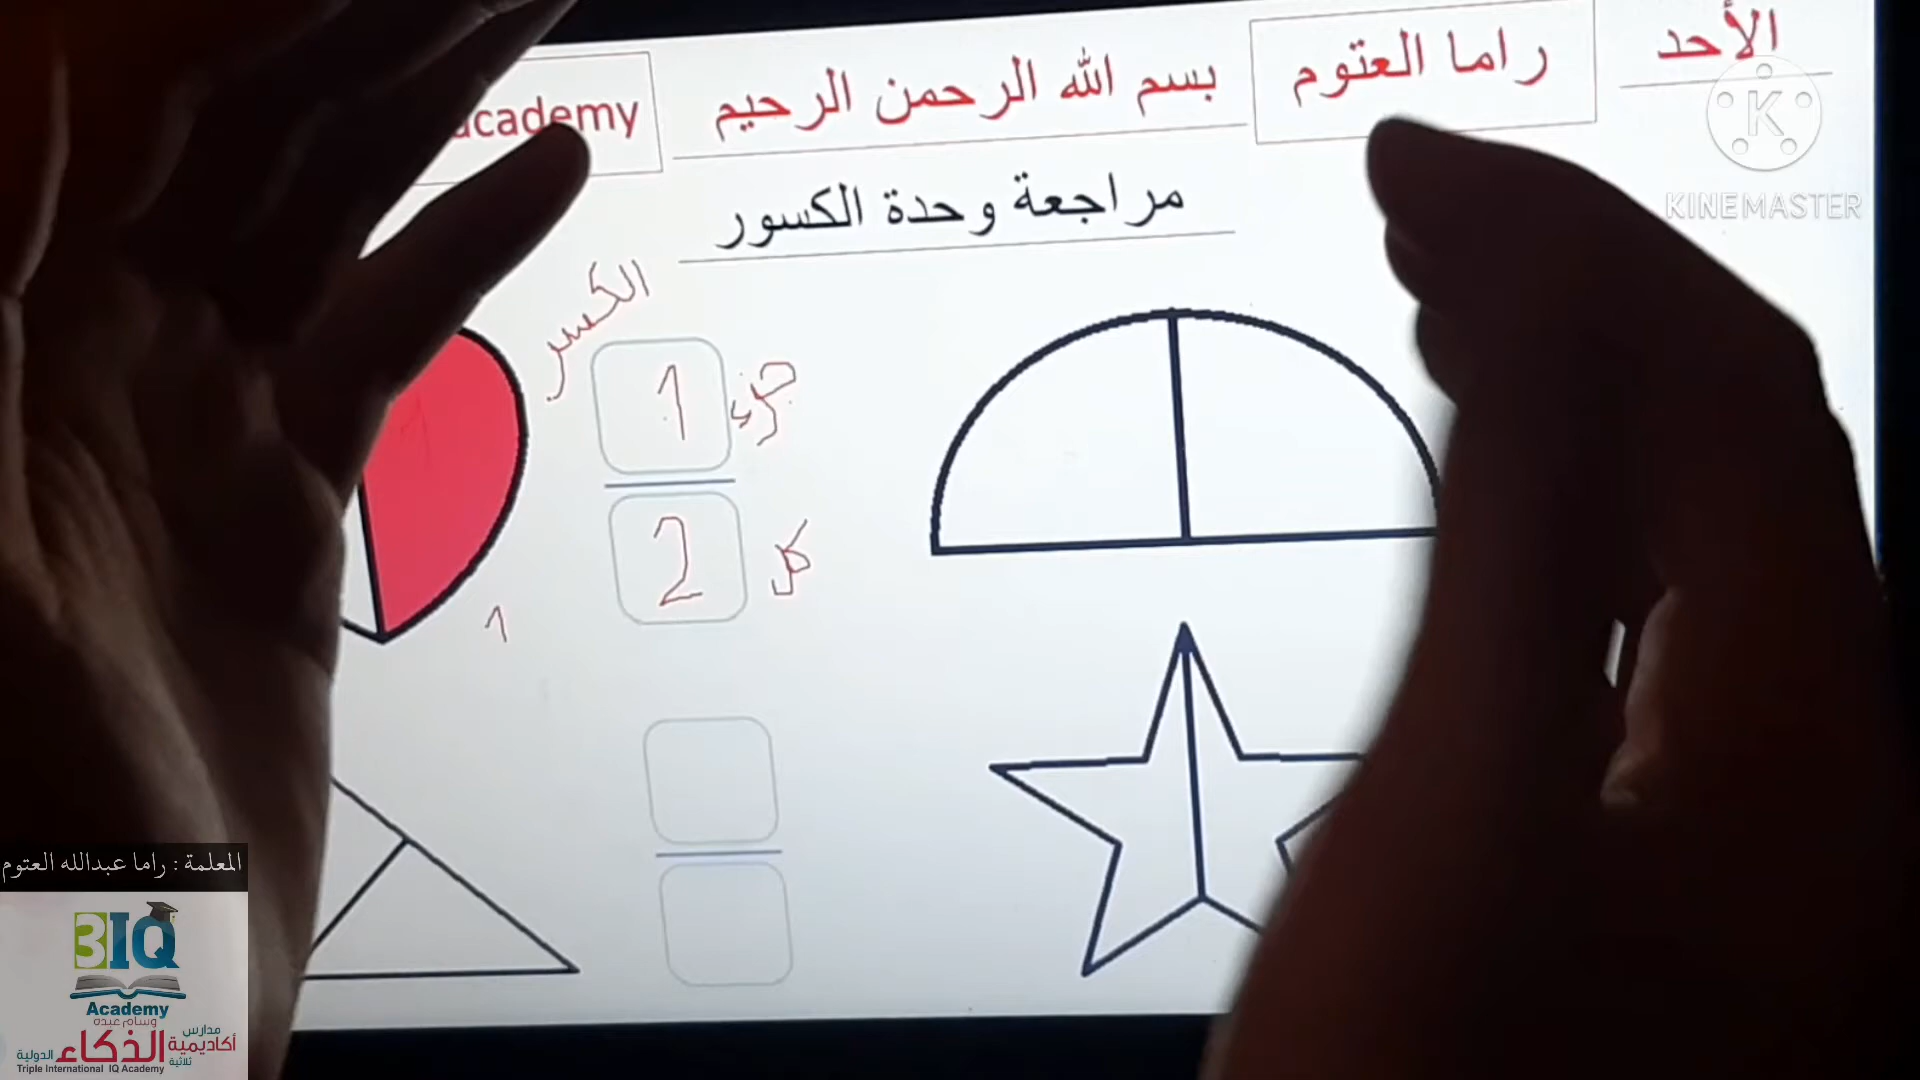 الأحد
راما العتوم
بسم الله الرحمن الرحيم
academy
مراجعة وحدة الكسور
الكسر
1 جزء
2 كل
1
K
KINEMASTER
المعلمة : راما عبدالله العتوم
3IQ
Academy
وسام عبده
مدارس
أكاديمية الذكاء الدولية
ثلاثية
Triple International IQ Academy